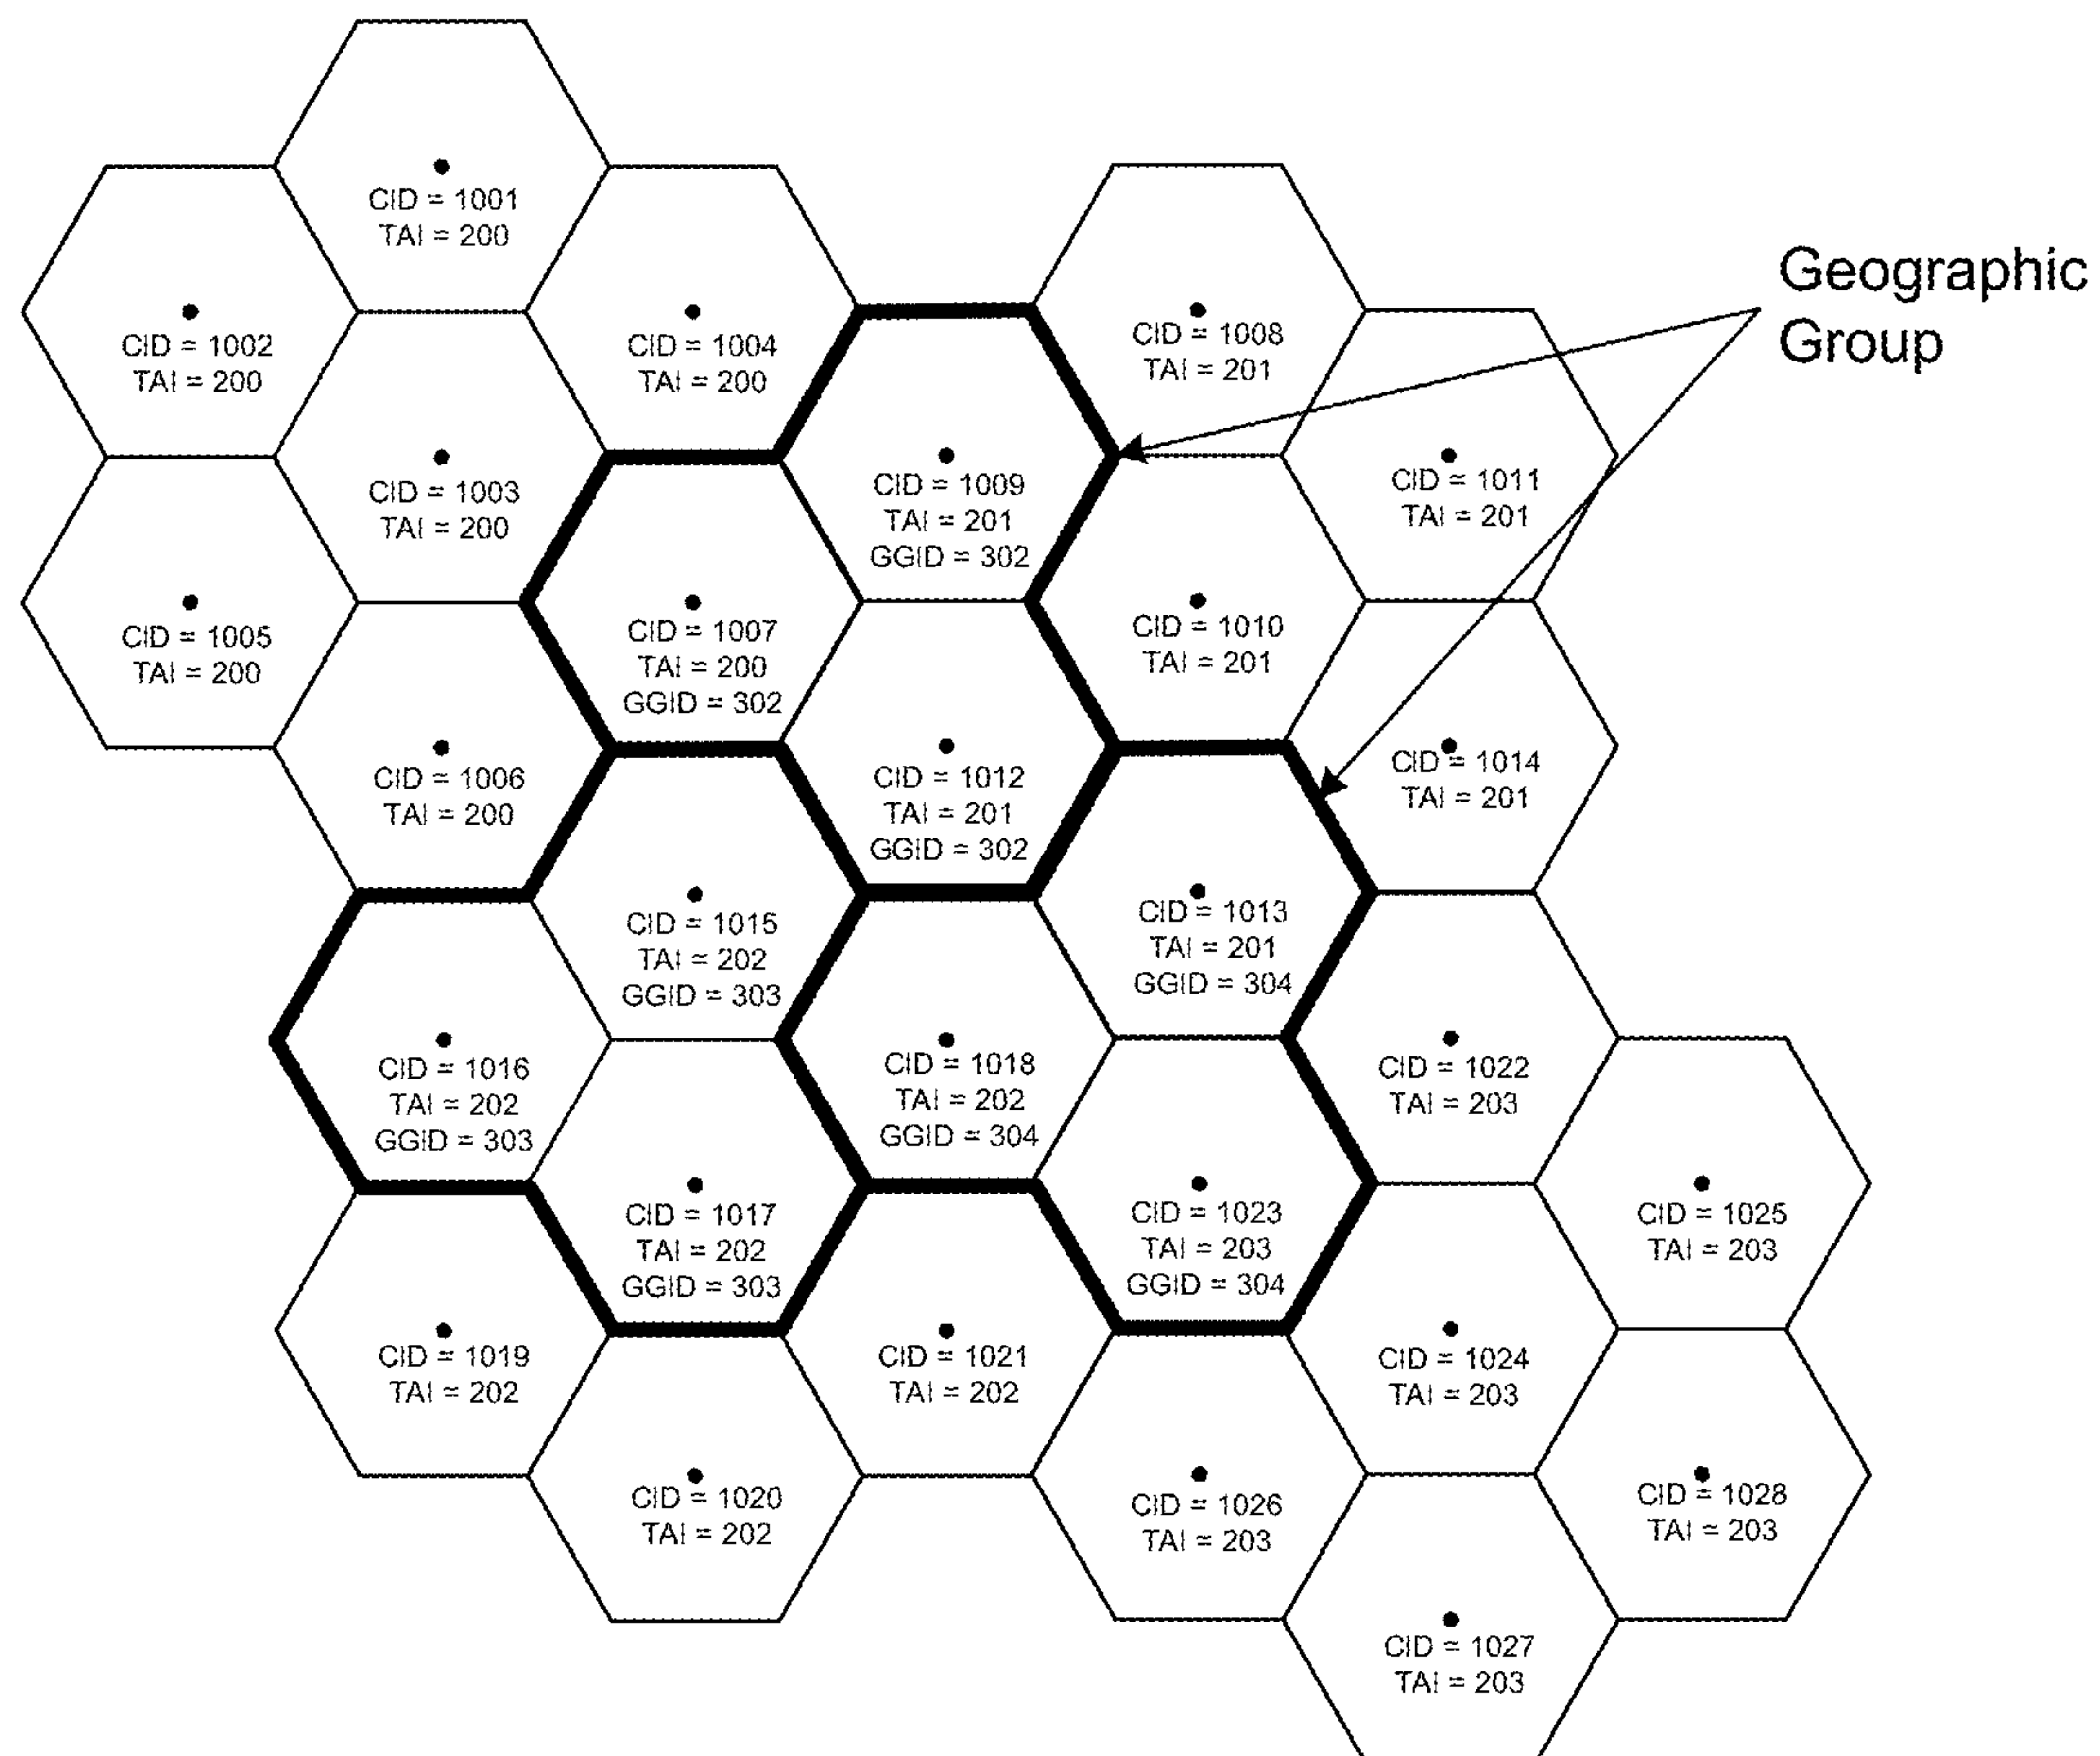 CID = 1001
TAI = 200
CID = 1002
TAI = 200
CID = 1004
TAI = 200
CID = 1008
TAI = 201
Geographic
Group
CID = 1003
TAI = 200
CID = 1009
TAI = 201
GGID = 302
CID = 1011
TAI = 201
CID = 1005
TAI = 200
CID = 1007
TAI = 200
GGID = 302
CID = 1010
TAI = 201
CID = 1006
TAI = 200
CID = 1012
TAI = 201
GGID = 302
CID = 1014
TAI = 201
CID = 1015
TAI = 202
GGID = 303
CID = 1013
TAI = 201
GGID = 304
CID = 1016
TAI = 202
GGID = 303
CID = 1018
TAI = 202
GGID = 304
CID = 1022
TAI = 203
CID = 1017
TAI = 202
GGID = 303
CID = 1023
TAI = 203
GGID = 304
CID = 1025
TAI = 203
CID = 1019
TAI = 202
CID = 1021
TAI = 202
CID = 1024
TAI = 203
CID = 1020
TAI = 202
CID = 1026
TAI = 203
CID = 1028
TAI = 203
CID = 1027
TAI = 203